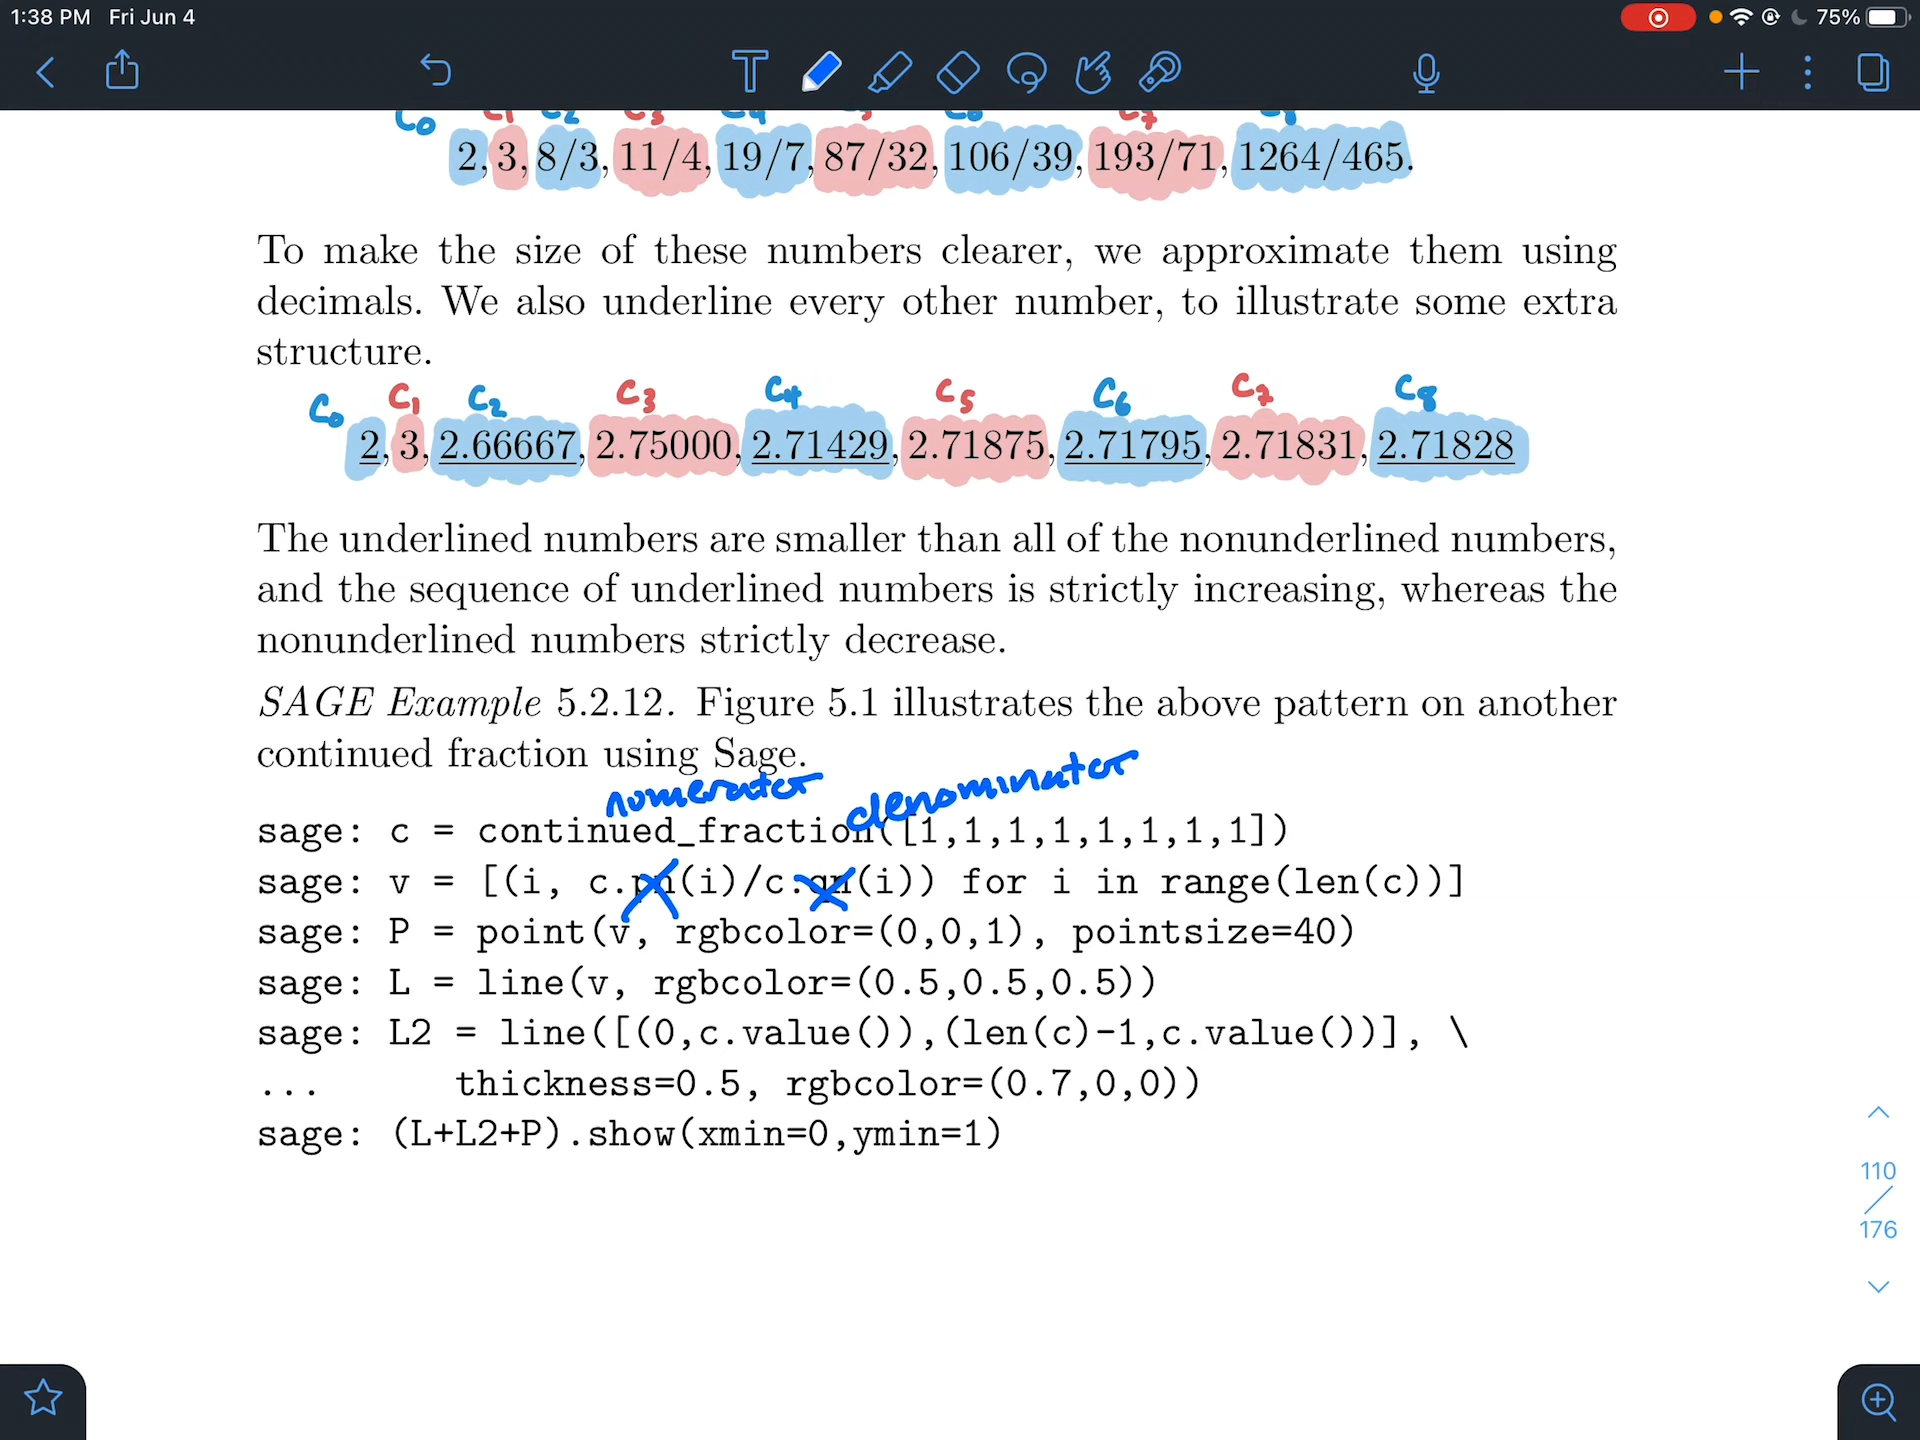 1:38 PM Fri Jun 4
75%
C0 C1 C2 C3 C4 5 C6 C7 8
2, 3, 8/3, 11/4, 19/7, 87/32, 106/39, 193/71, 1264/465.
To make the size of these numbers clearer, we approximate them using
decimals. We also underline every other number, to illustrate some extra
structure.
C0 C1 C2 C3 C4 C5 C6 C7 C8
2, 3, 2.66667, 2.75000, 2.71429, 2.71875, 2.71795, 2.71831, 2.71828
The underlined numbers are smaller than all of the nonunderlined numbers,
and the sequence of underlined numbers is strictly increasing, whereas the
nonunderlined numbers strictly decrease.
SAGE Example 5.2.12. Figure 5.1 illustrates the above pattern on another
continued fraction using Sage.
numerator denominator
sage: c = continued_fraction([1,1,1,1,1,1,1,1])
sage: v = [(i, c.pn(i)/c.qn(i)) for i in range(len(c))]
sage: P = point(v, rgbcolor=(0,0,1), pointsize=40)
sage: L = line(v, rgbcolor=(0.5,0.5,0.5))
sage: L2 = line([(0,c.value()),(len(c)-1,c.value())], \
... thickness=0.5, rgbcolor=(0.7,0,0))
sage: (L+L2+P).show(xmin=0,ymin=1)
110
/
176